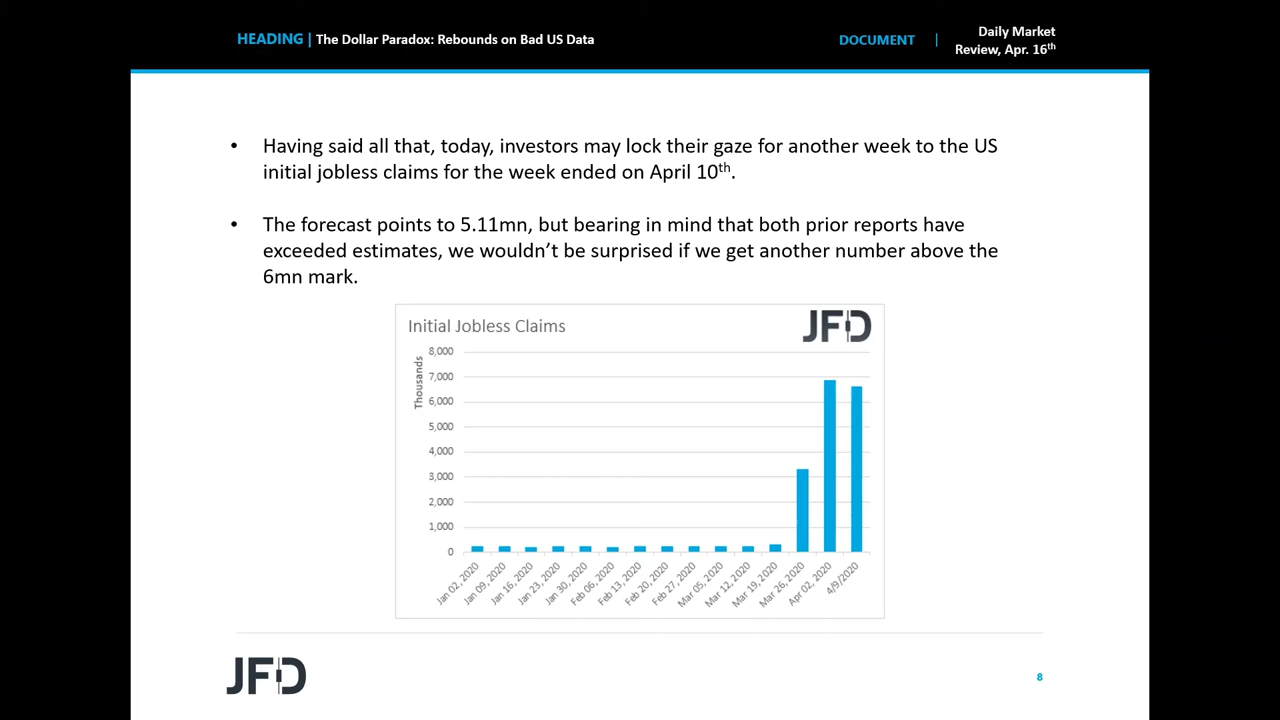 HEADING | The Dollar Paradox: Rebounds on Bad US Data
DOCUMENT | Daily Market
Review, Apr. 16th
• Having said all that, today, investors may lock their gaze for another week to the US
initial jobless claims for the week ended on April 10th.
• The forecast points to 5.11mn, but bearing in mind that both prior reports have
exceeded estimates, we wouldn't be surprised if we get another number above the
6mn mark.
Initial Jobless Claims
JFD
Thousands
8,000
7,000
6,000
5,000
4,000
3,000
2,000
1,000
0
Jan 02, 2020
Jan 09, 2020
Jan 16, 2020
Jan 23, 2020
Jan 30, 2020
Feb 06, 2020
Feb 13, 2020
Feb 20, 2020
Feb 27, 2020
Mar 05, 2020
Mar 12, 2020
Mar 19, 2020
Mar 26, 2020
Apr 02, 2020
4/9/2020
JFD
8